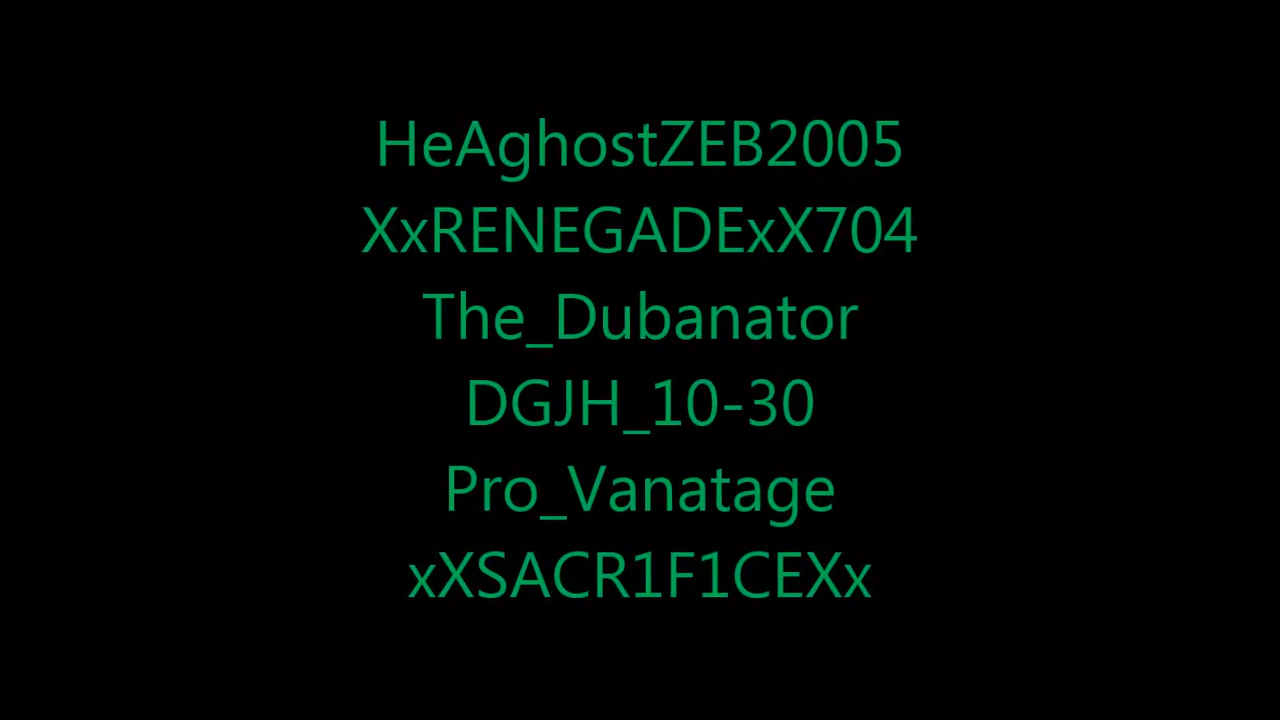 HeAghostZEB2005
XxRENEGADExX704
The_Dubanator
DGJH_10-30
Pro_Vanatage
xXSACR1F1CEXx